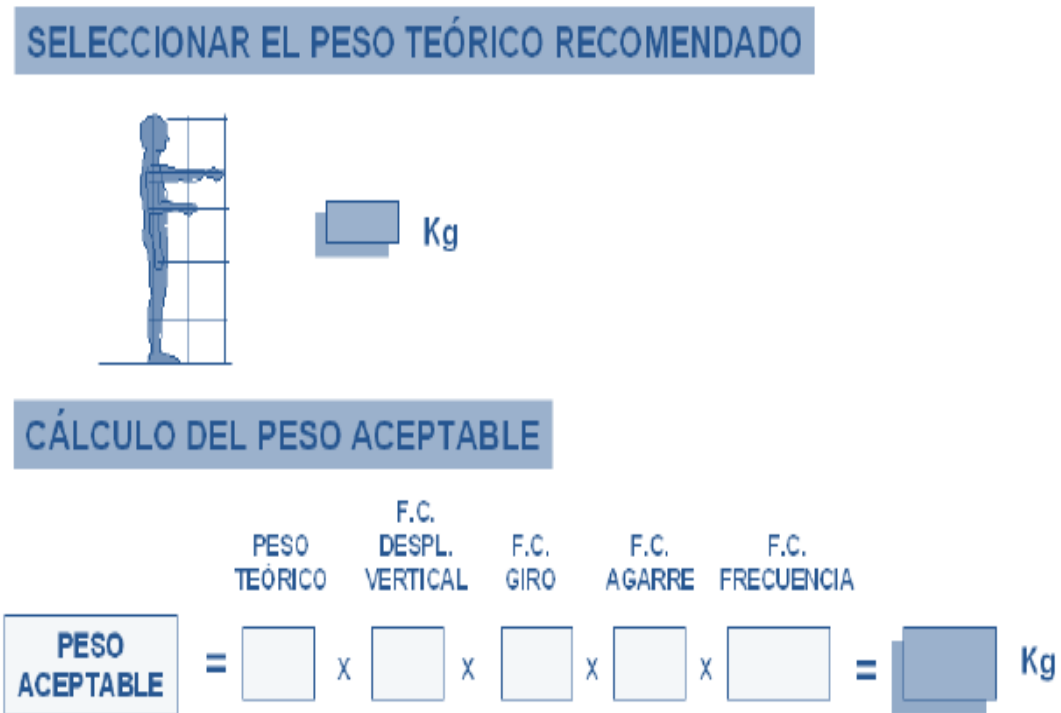 SELECCIONAR EL PESO TEÓRICO RECOMENDADO
Kg
CÁLCULO DEL PESO ACEPTABLE
PESO TEÓRICO
F.C. DESPL. VERTICAL
F.C. GIRO
F.C. AGARRE
F.C. FRECUENCIA
PESO ACEPTABLE = x x x x = Kg